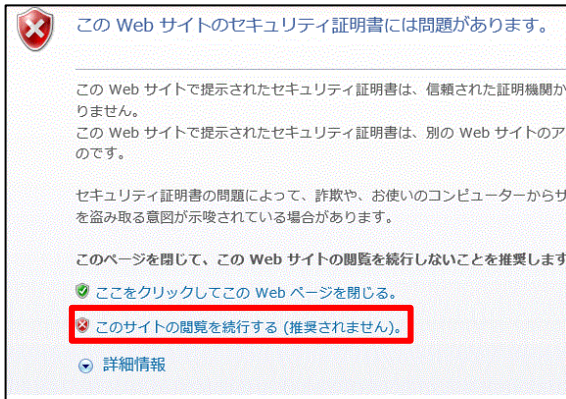 この Web サイトのセキュリティ証明書には問題があります。
この Web サイトで提示されたセキュリティ証明書は、信頼された証明機関か
りません。
この Web サイトで提示されたセキュリティ証明書は、別の Web サイトのア
のです。
セキュリティ証明書の問題によって、詐欺や、お使いのコンピューターからサ
を盗み取る意図が示唆されている場合があります。
このページを閉じて、この Web サイトの閲覧を続行しないことを推奨します
ここをクリックしてこの Web ページを閉じる。
このサイトの閲覧を続行する (推奨されません)。
詳細情報